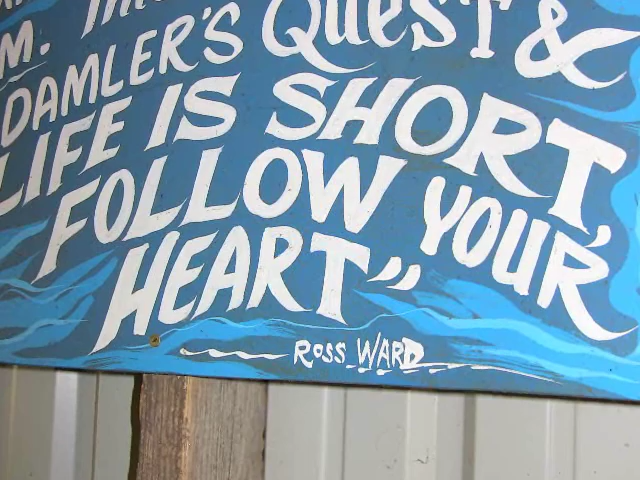 M.
DAMLER'S QUEST &
LIFE IS SHORT,
FOLLOW YOUR
HEART"
ROSS WARD